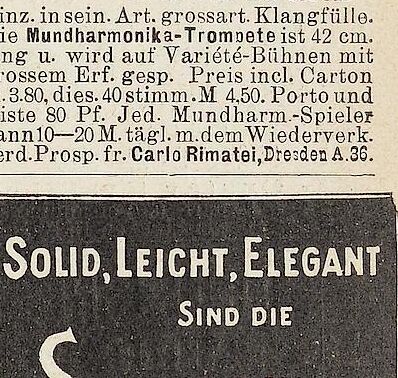 inz. in sein. Art. grossart. Klangfülle.
ie Mundharmonika-Trompete ist 42 cm.
ng u. wird auf Variété-Bühnen mit
rossem Erf. gesp. Preis incl. Carton
. 3.80, dies. 40 stimm. M 4.50. Porto und
iste 80 Pf. Jed. Mundharm.-Spieler
ann 10—20 M. tägl. m. dem Wiederverk.
erd. Prosp. fr. Carlo Rimatei, Dresden A. 36.
SOLID, LEICHT, ELEGANT
SIND DIE
S